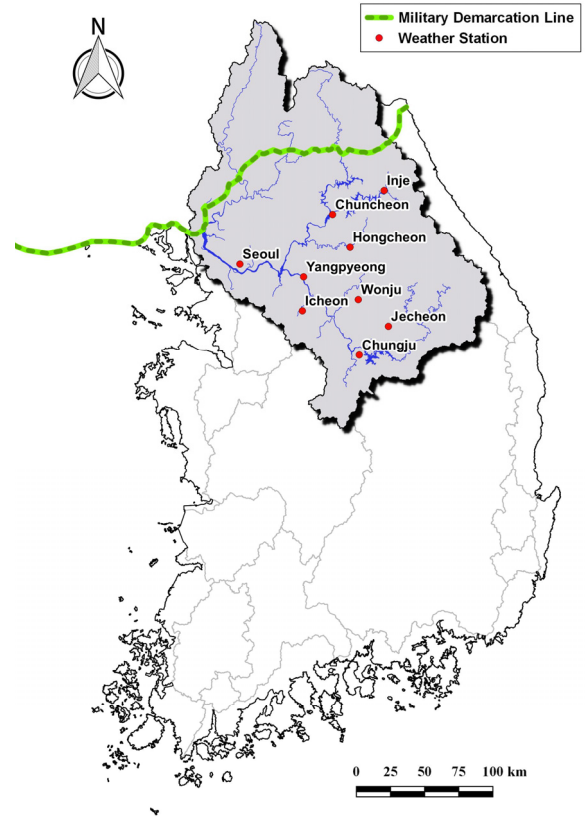 Military Demarcation Line
Weather Station
N
Inje
Chuncheon
Hongcheon
Seoul
Yangpyeong
Wonju
Icheon
Jecheon
Chungju
0 25 50 75 100 km